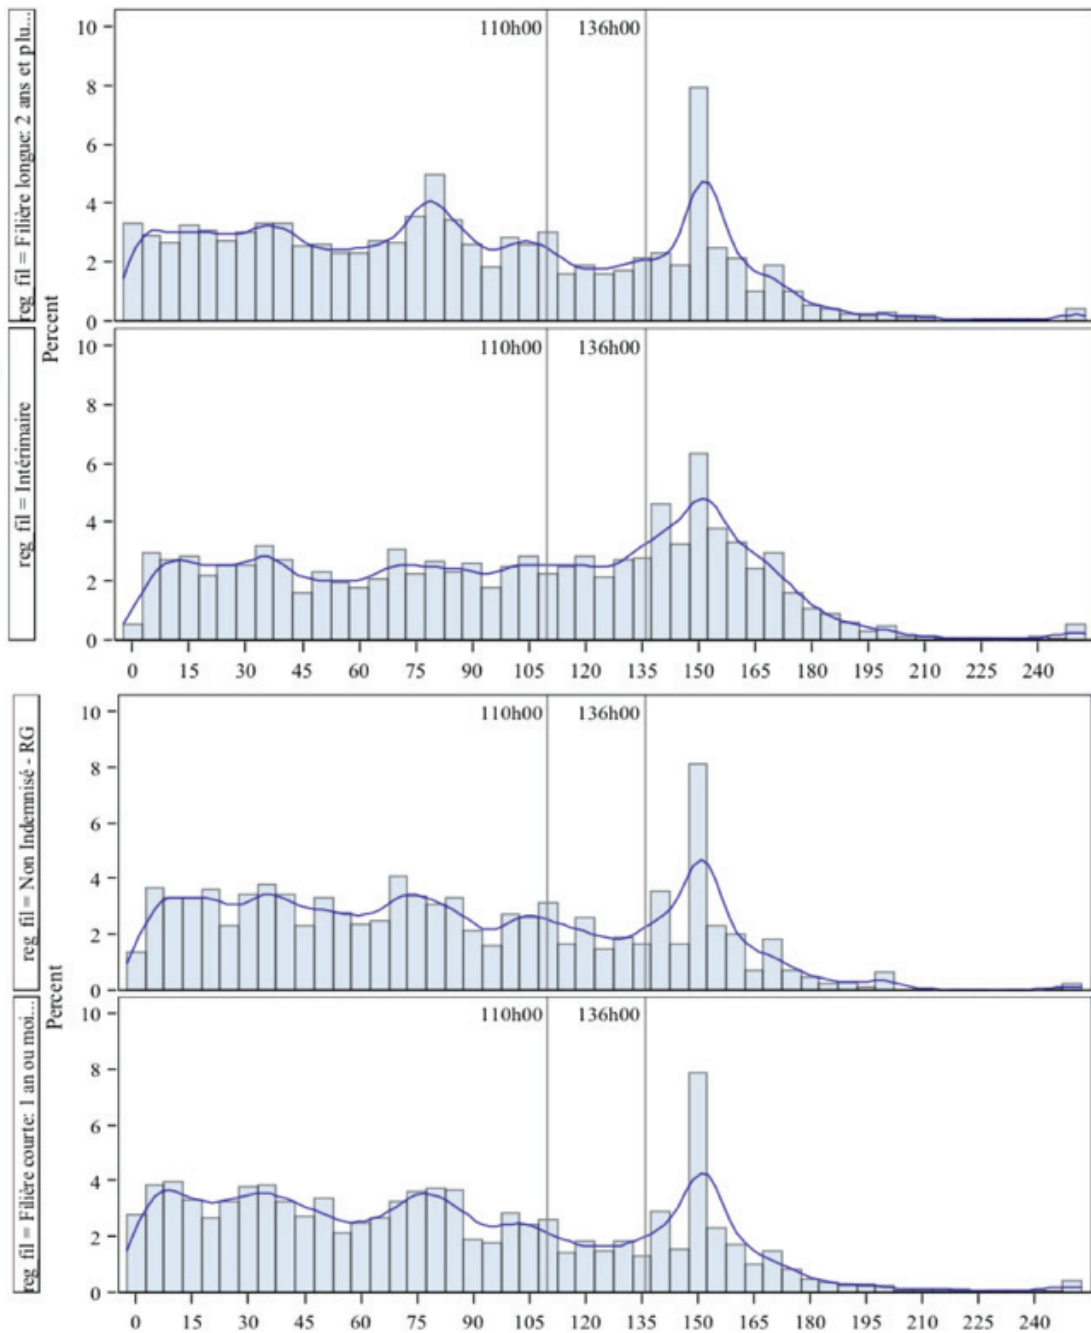 reg_fil = Filière longue: 2 ans et plu...
Percent
10
8
6
4
2
0
110h00 136h00
reg_fil = Intérimaire
10
8
6
4
2
0
110h00 136h00
0 15 30 45 60 75 90 105 120 135 150 165 180 195 210 225 240
reg_fil = Non Indemnisé - RG
Percent
10
8
6
4
2
0
110h00 136h00
reg_fil = Filière courte: 1 an ou moi...
10
8
6
4
2
0
110h00 136h00
0 15 30 45 60 75 90 105 120 135 150 165 180 195 210 225 240